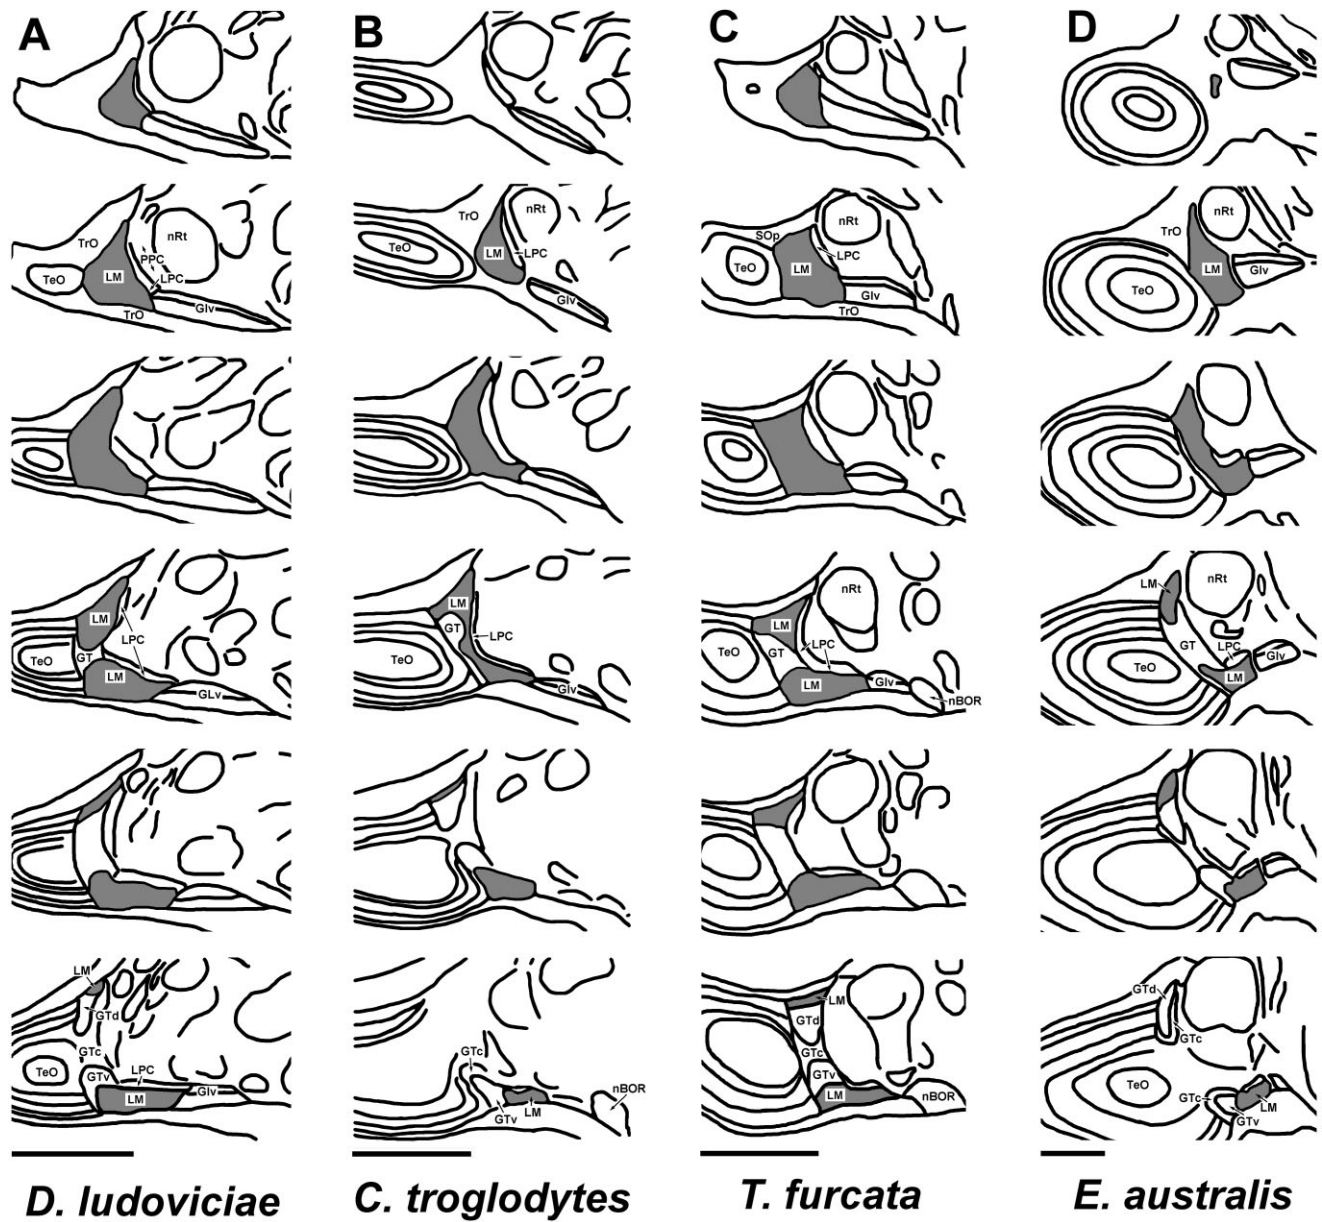 A
B
C
D
TrO
PPC
nRt
TeO
LM
LPC
Glv
TrO
TrO
nRt
TeO
LM
LPC
Glv
SOp
nRt
LPC
TeO
LM
Glv
TrO
TrO
nRt
LM
Glv
TeO
LM
LPC
TeO
GT
LM
GLv
LM
GT
LPC
TeO
Glv
nRt
LM
TeO
GT
LPC
LM
Glv
nBOR
LM
nRt
LPC
Glv
TeO
LM
LM
GTd
GTc
TeO
GTv
LPC
Glv
LM
GTc
nBOR
GTv
LM
LM
GTd
GTc
GTv
LM
nBOR
GTd
GTc
TeO
GTc
GTv
LM
D. ludoviciae
C. troglodytes
T. furcata
E. australis